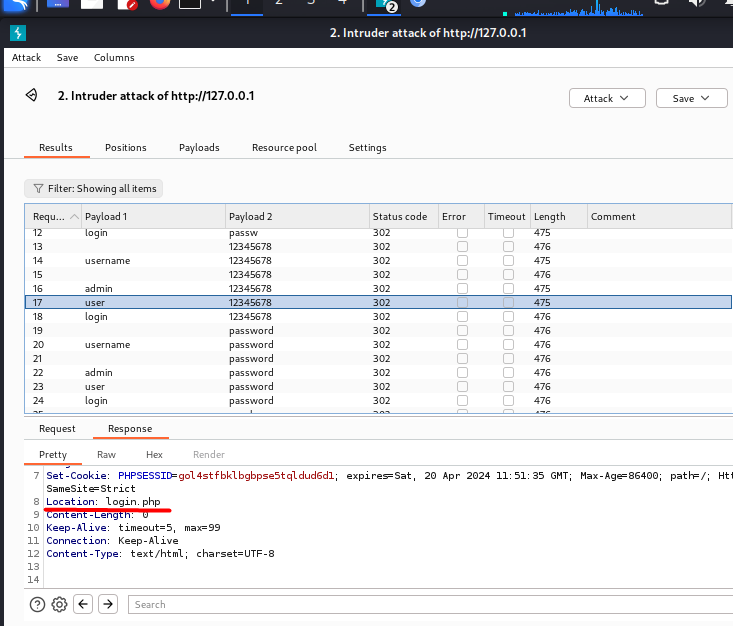 1 2 3 4 2
2. Intruder attack of http://127.0.0.1
Attack Save Columns
2. Intruder attack of http://127.0.0.1 Attack Save
Results Positions Payloads Resource pool Settings
Filter: Showing all items
Requ... Payload 1 Payload 2 Status code Error Timeout Length Comment
12 login passw 302 475
13 12345678 302 476
14 username 12345678 302 475
15 12345678 302 476
16 admin 12345678 302 475
17 user 12345678 302 475
18 login 12345678 302 476
19 password 302 476
20 username password 302 476
21 password 302 476
22 admin password 302 476
23 user password 302 476
24 login password 302 476
Request Response
Pretty Raw Hex Render
7 Set-Cookie: PHPSESSID=gol4stfbklbgbpse5tqldud6d1; expires=Sat, 20 Apr 2024 11:51:35 GMT; Max-Age=86400; path=/; Htt
SameSite=Strict
8 Location: login.php
9 Content-Length: 0
10 Keep-Alive: timeout=5, max=99
11 Connection: Keep-Alive
12 Content-Type: text/html; charset=UTF-8
13
14
Search